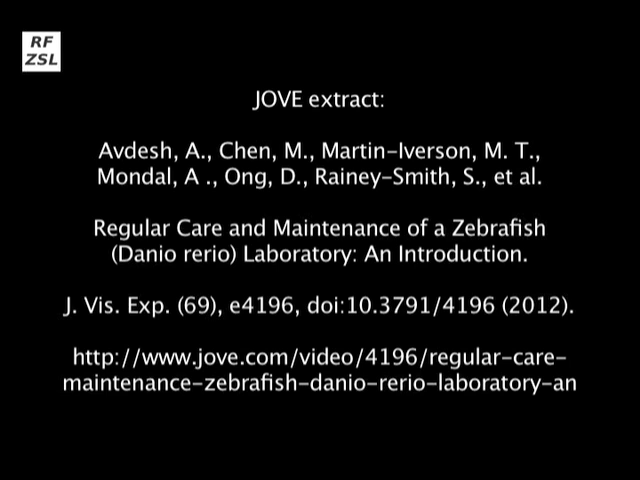 RF
ZSL
JOVE extract:
Avdesh, A., Chen, M., Martin-Iverson, M. T.,
Mondal, A ., Ong, D., Rainey-Smith, S., et al.
Regular Care and Maintenance of a Zebrafish
(Danio rerio) Laboratory: An Introduction.
J. Vis. Exp. (69), e4196, doi:10.3791/4196 (2012).
http://www.jove.com/video/4196/regular-care-
maintenance-zebrafish-danio-rerio-laboratory-an